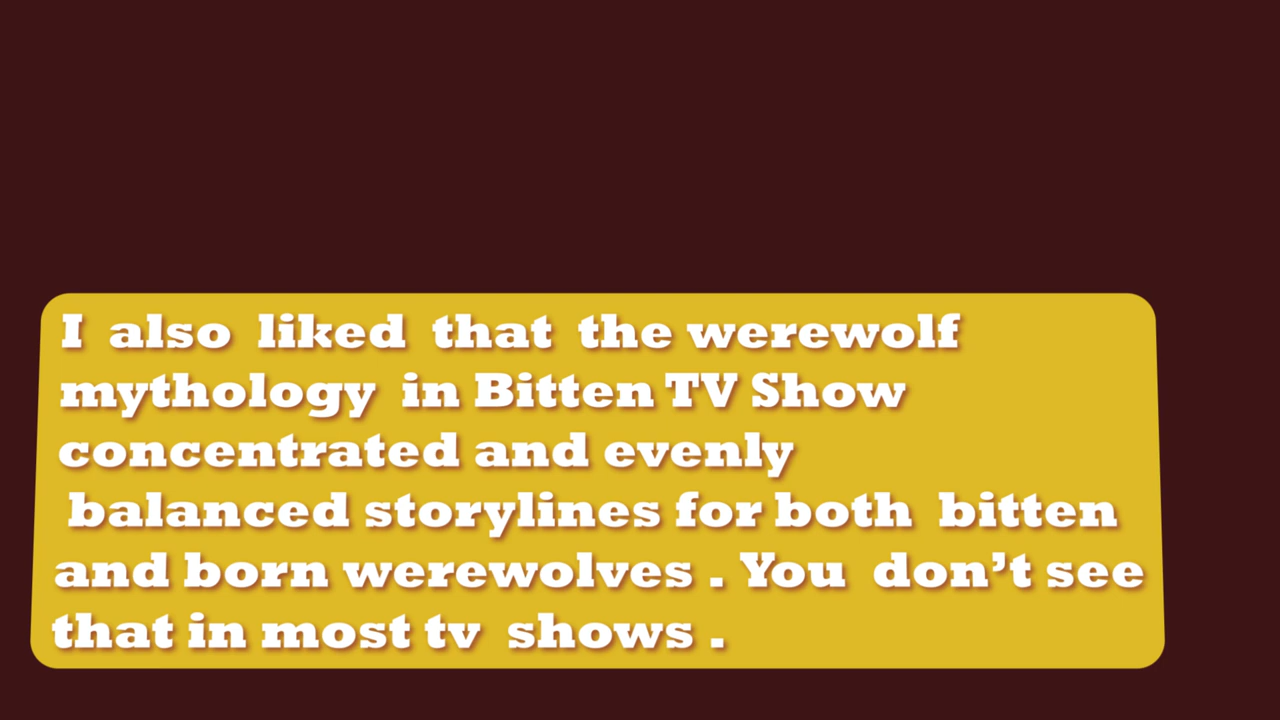 I also liked that the werewolf
mythology in Bitten TV Show
concentrated and evenly
balanced storylines for both bitten
and born werewolves . You don’t see
that in most tv shows .